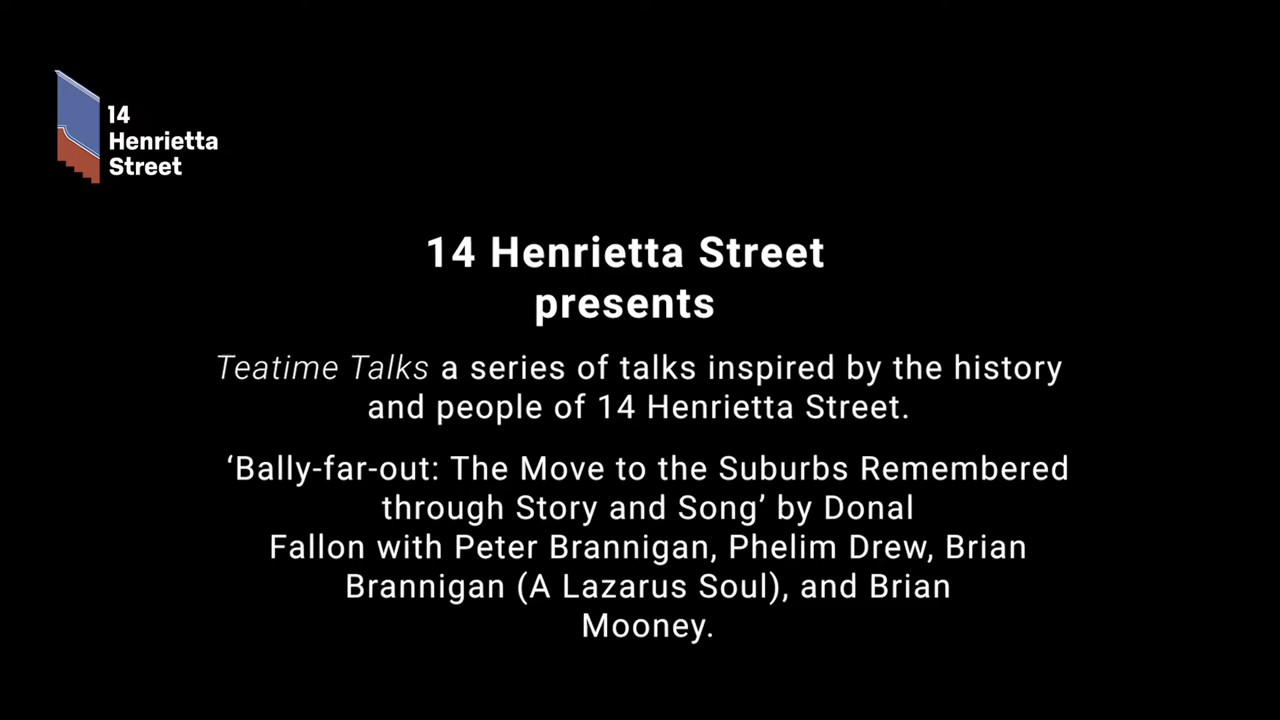 14
Henrietta
Street
14 Henrietta Street
presents
Teatime Talks a series of talks inspired by the history
and people of 14 Henrietta Street.
‘Bally-far-out: The Move to the Suburbs Remembered
through Story and Song’ by Donal
Fallon with Peter Brannigan, Phelim Drew, Brian
Brannigan (A Lazarus Soul), and Brian
Mooney.